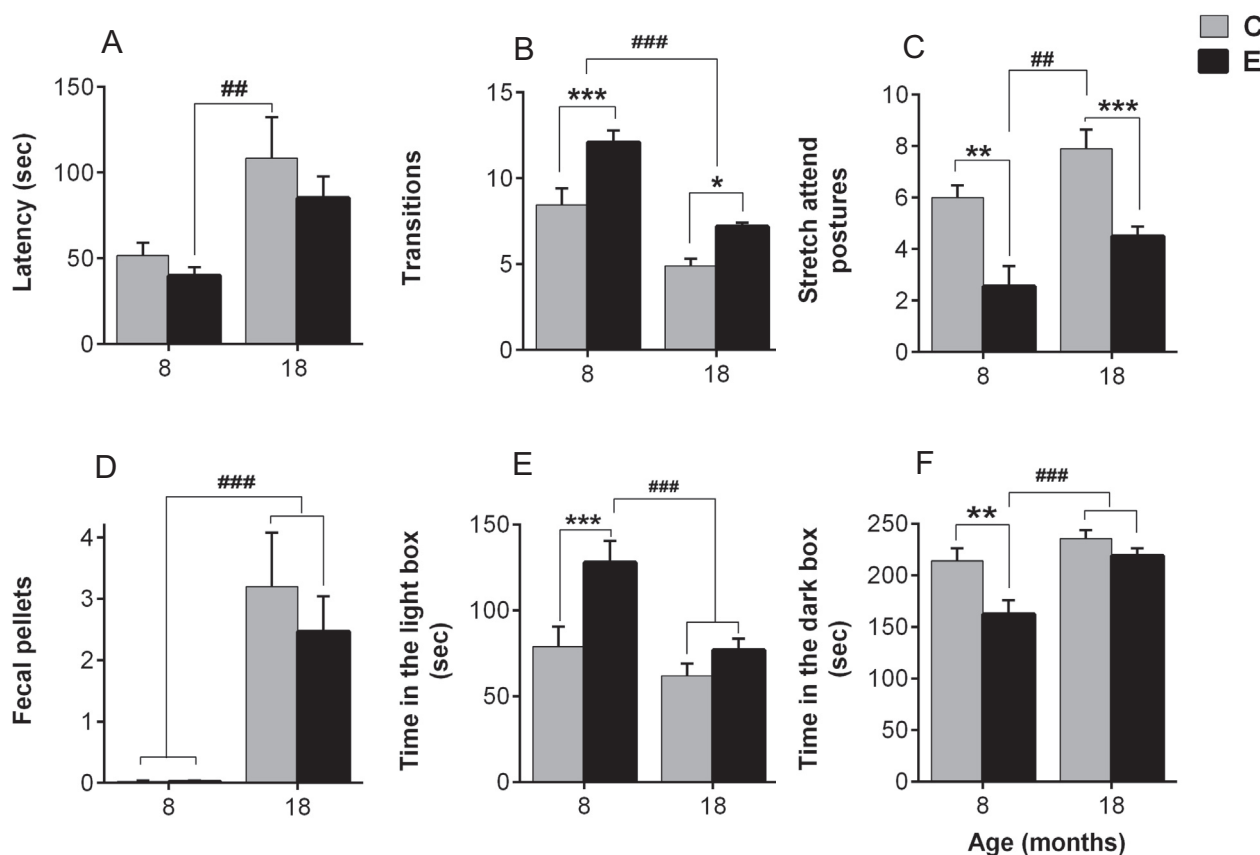 A
B
C
C
E
Latency (sec)
150
100
50
0
##
8
18
Transitions
15
10
5
0
***
###
*
8
18
Stretch attend
postures
10
8
6
4
2
0
**
##
***
8
18
D
E
F
Fecal pellets
4
3
2
1
0
###
8
18
Time in the light box
(sec)
150
100
50
0
***
###
8
18
Time in the dark box
(sec)
250
200
150
100
50
0
**
###
8
18
Age (months)